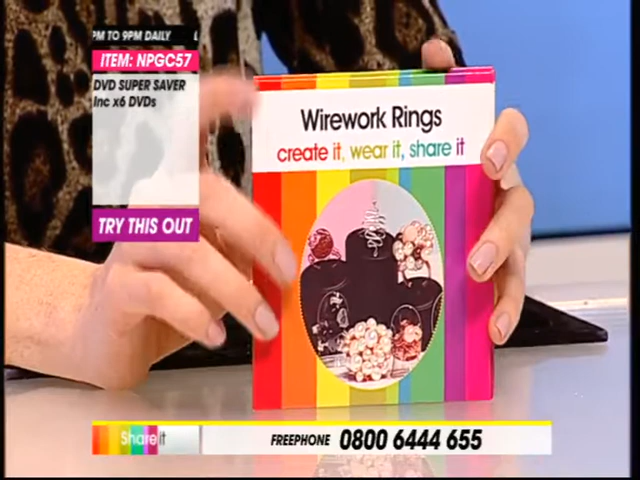 PM TO 9PM DAILY L
ITEM: NPGC57
DVD SUPER SAVER
Inc x6 DVDs
TRY THIS OUT
Wirework Rings
create it, wear it, share it
Share it
FREEPHONE 0800 6444 655